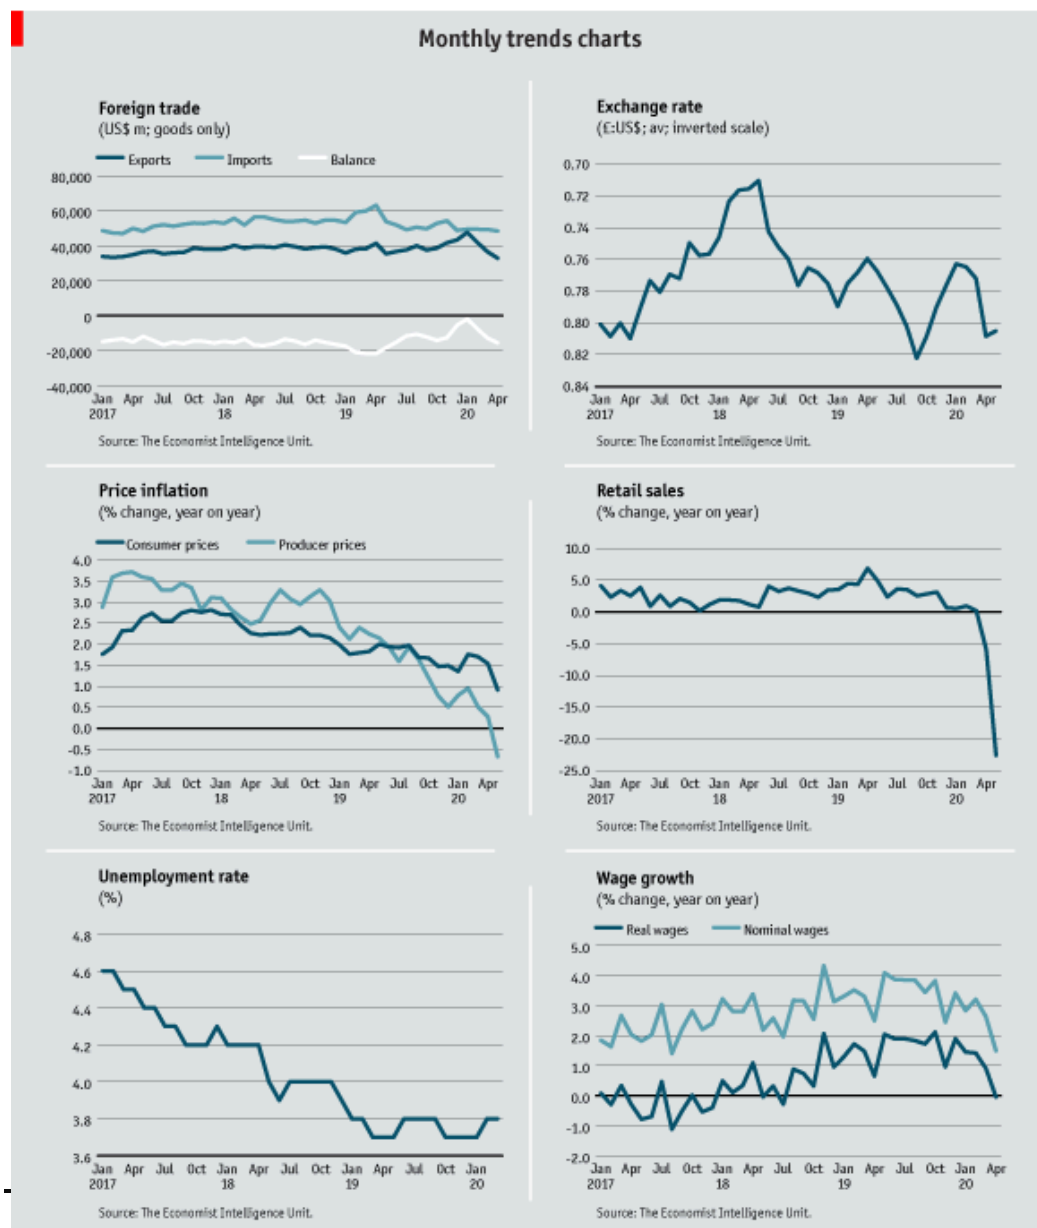 Monthly trends charts
Foreign trade
(US$ m; goods only)
Exports Imports Balance
80,000
60,000
40,000
20,000
0
-20,000
-40,000
Jan Apr Jul Oct Jan Apr Jul Oct Jan Apr Jul Oct Jan Apr
2017 18 19 20
Source: The Economist Intelligence Unit.
Exchange rate
(£:US$; av; inverted scale)
0.70
0.72
0.74
0.76
0.78
0.80
0.82
0.84
Jan Apr Jul Oct Jan Apr Jul Oct Jan Apr Jul Oct Jan Apr
2017 18 19 20
Source: The Economist Intelligence Unit.
Price inflation
(% change, year on year)
Consumer prices Producer prices
4.0
3.5
3.0
2.5
2.0
1.5
1.0
0.5
0.0
-0.5
-1.0
Jan Apr Jul Oct Jan Apr Jul Oct Jan Apr Jul Oct Jan Apr
2017 18 19 20
Source: The Economist Intelligence Unit.
Retail sales
(% change, year on year)
10.0
5.0
0.0
-5.0
-10.0
-15.0
-20.0
-25.0
Jan Apr Jul Oct Jan Apr Jul Oct Jan Apr Jul Oct Jan Apr
2017 18 19 20
Source: The Economist Intelligence Unit.
Unemployment rate
(%)
4.8
4.6
4.4
4.2
4.0
3.8
3.6
Jan Apr Jul Oct Jan Apr Jul Oct Jan Apr Jul Oct Jan
2017 18 19 20
Source: The Economist Intelligence Unit.
Wage growth
(% change, year on year)
Real wages Nominal wages
5.0
4.0
3.0
2.0
1.0
0.0
-1.0
-2.0
Jan Apr Jul Oct Jan Apr Jul Oct Jan Apr Jul Oct Jan Apr
2017 18 19 20
Source: The Economist Intelligence Unit.